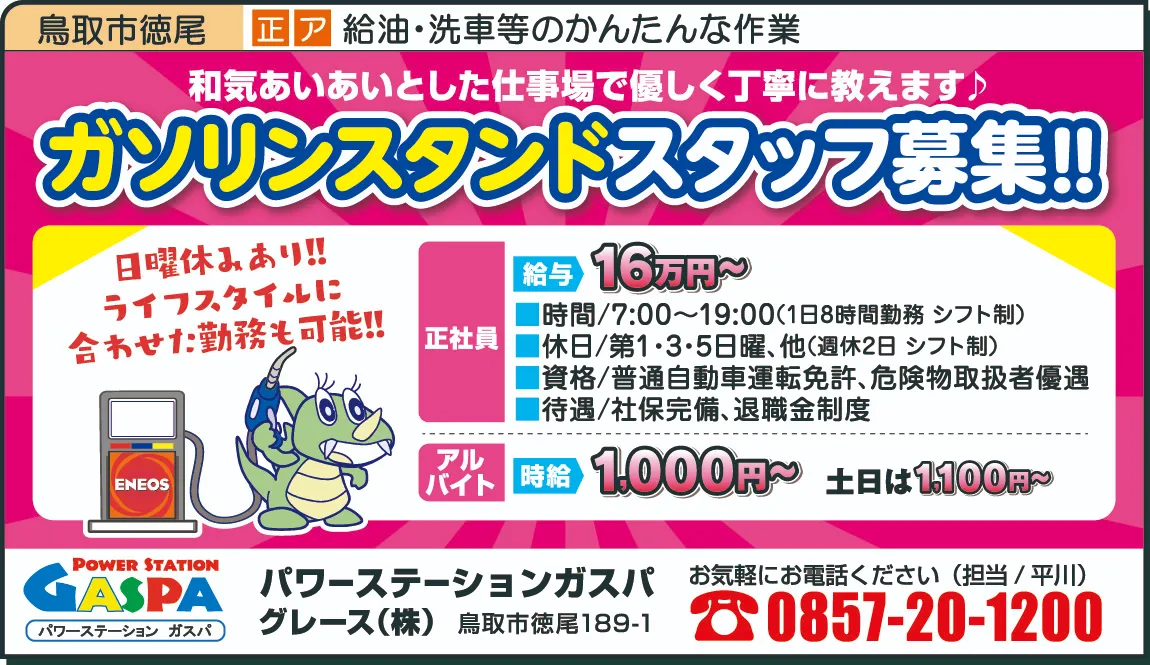 鳥取市徳尾 正 ア 給油・洗車等のかんたんな作業
和気あいあいとした仕事場で優しく丁寧に教えます♪
ガソリンスタンドスタッフ募集!!
日曜休みあり!!
ライフスタイルに
合わせた勤務も可能!!
ENEOS
正社員
給与 16万円～
■時間/7:00～19:00(1日8時間勤務 シフト制)
■休日/第1・3・5日曜、他(週休2日 シフト制)
■資格/普通自動車運転免許、危険物取扱者優遇
■待遇/社保完備、退職金制度
アル
バイト
時給 1,000円～ 土日は1,100円～
POWER STATION
GASPA
パワーステーション ガスパ
パワーステーションガスパ
グレース(株) 鳥取市徳尾189-1
お気軽にお電話ください(担当/平川)
☎0857-20-1200